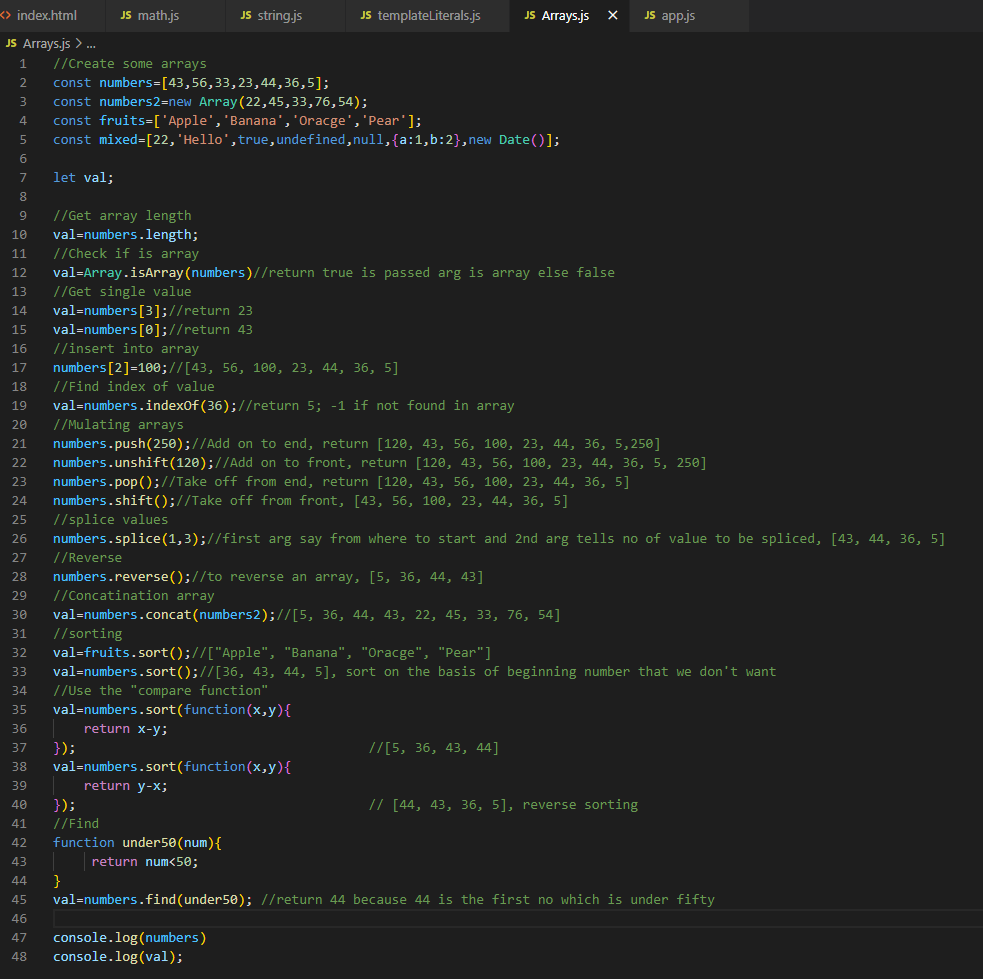 <> index.html JS math.js JS string.js JS templateLiterals.js JS Arrays.js × JS app.js
JS Arrays.js > ...
1 //Create some arrays
2 const numbers=[43,56,33,23,44,36,5];
3 const numbers2=new Array(22,45,33,76,54);
4 const fruits=['Apple','Banana','Oracge','Pear'];
5 const mixed=[22,'Hello',true,undefined,null,{a:1,b:2},new Date()];
6
7 let val;
8
9 //Get array length
10 val=numbers.length;
11 //Check if is array
12 val=Array.isArray(numbers)//return true is passed arg is array else false
13 //Get single value
14 val=numbers[3];//return 23
15 val=numbers[0];//return 43
16 //insert into array
17 numbers[2]=100;//[43, 56, 100, 23, 44, 36, 5]
18 //Find index of value
19 val=numbers.indexOf(36);//return 5; -1 if not found in array
20 //Mulating arrays
21 numbers.push(250);//Add on to end, return [120, 43, 56, 100, 23, 44, 36, 5,250]
22 numbers.unshift(120);//Add on to front, return [120, 43, 56, 100, 23, 44, 36, 5, 250]
23 numbers.pop();//Take off from end, return [120, 43, 56, 100, 23, 44, 36, 5]
24 numbers.shift();//Take off from front, [43, 56, 100, 23, 44, 36, 5]
25 //splice values
26 numbers.splice(1,3);//first arg say from where to start and 2nd arg tells no of value to be spliced, [43, 44, 36, 5]
27 //Reverse
28 numbers.reverse();//to reverse an array, [5, 36, 44, 43]
29 //Concatination array
30 val=numbers.concat(numbers2);//[5, 36, 44, 43, 22, 45, 33, 76, 54]
31 //sorting
32 val=fruits.sort();//["Apple", "Banana", "Oracge", "Pear"]
33 val=numbers.sort();//[36, 43, 44, 5], sort on the basis of beginning number that we don't want
34 //Use the "compare function"
35 val=numbers.sort(function(x,y){
36     return x-y;
37 });                                      //[5, 36, 43, 44]
38 val=numbers.sort(function(x,y){
39     return y-x;
40 });                                      // [44, 43, 36, 5], reverse sorting
41 //Find
42 function under50(num){
43      return num<50;
44 }
45 val=numbers.find(under50); //return 44 because 44 is the first no which is under fifty
46
47 console.log(numbers)
48 console.log(val);